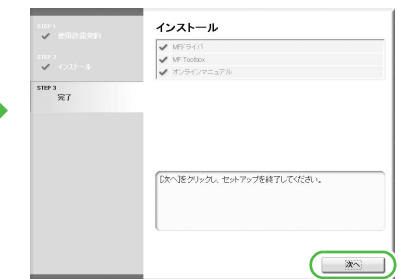 STEP 1
使用許諾契約
STEP 2
インストール
STEP 3
完了
インストール
MFドライバ
MF Toolbox
オンラインマニュアル
[次へ]をクリックし、セットアップを終了してください。
次へ